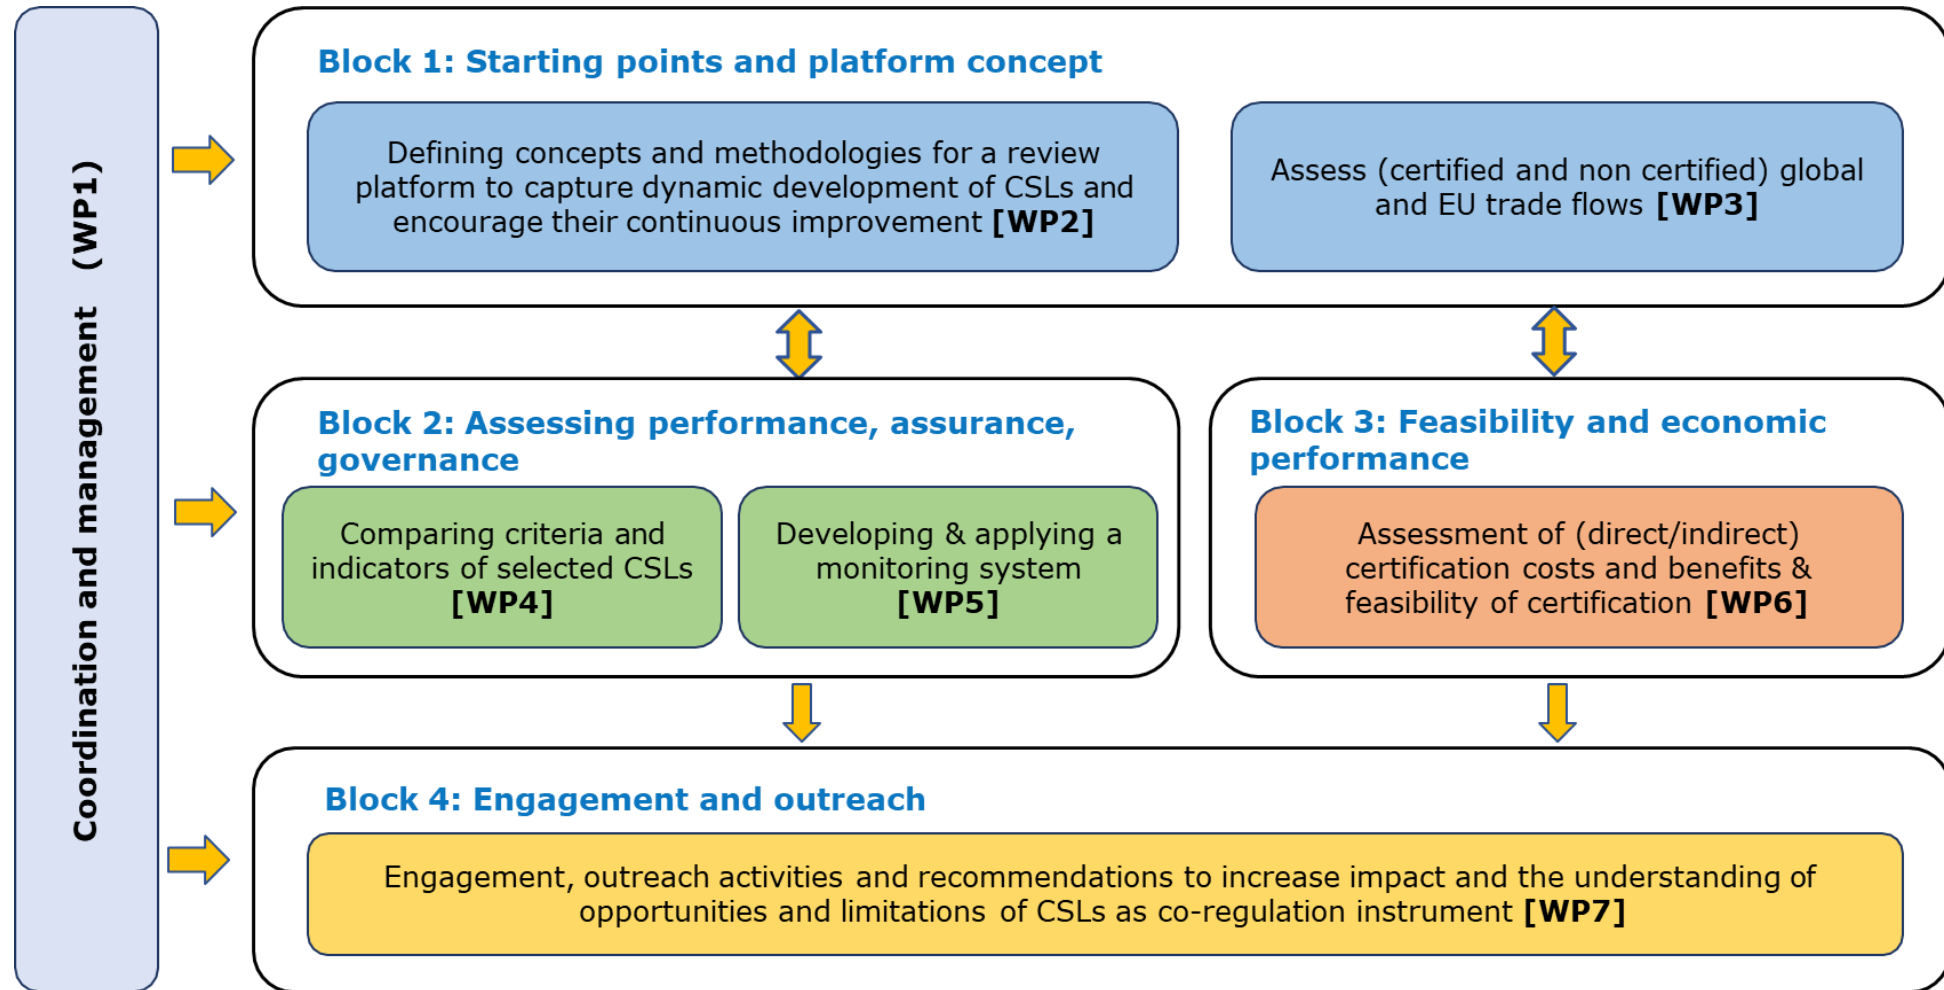 Coordination and management (WP1)
Block 1: Starting points and platform concept
Defining concepts and methodologies for a review
platform to capture dynamic development of CSLs and
encourage their continuous improvement [WP2]
Assess (certified and non certified) global
and EU trade flows [WP3]
Block 2: Assessing performance, assurance,
governance
Comparing criteria and
indicators of selected CSLs
[WP4]
Developing & applying a
monitoring system
[WP5]
Block 3: Feasibility and economic
performance
Assessment of (direct/indirect)
certification costs and benefits &
feasibility of certification [WP6]
Block 4: Engagement and outreach
Engagement, outreach activities and recommendations to increase impact and the understanding of
opportunities and limitations of CSLs as co-regulation instrument [WP7]